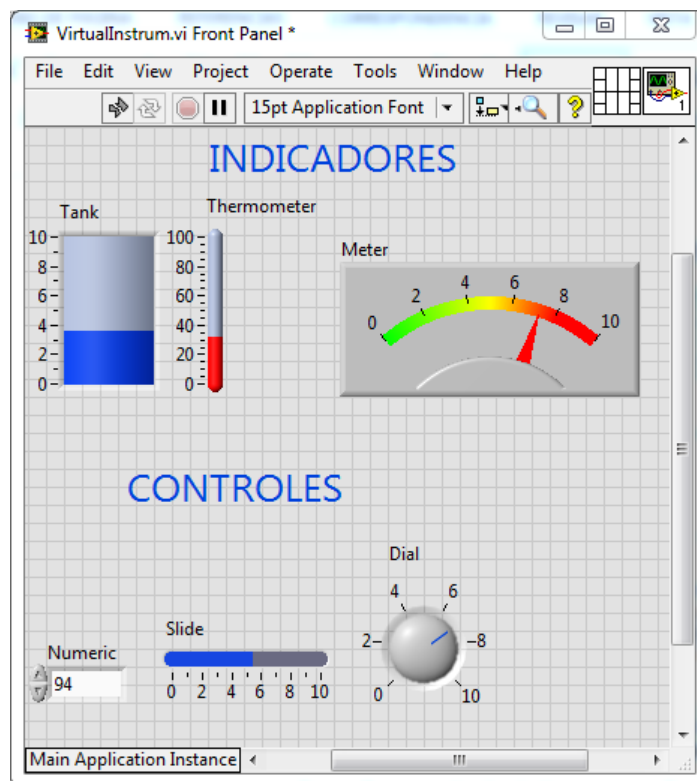 VirtualInstrum.vi Front Panel *
File Edit View Project Operate Tools Window Help
15pt Application Font
1
INDICADORES
Tank
10
8
6
4
2
0
Thermometer
100
80
60
40
20
0
Meter
0 2 4 6 8 10
CONTROLES
Numeric
94
Slide
0 2 4 6 8 10
Dial
0 2 4 6 8 10
Main Application Instance